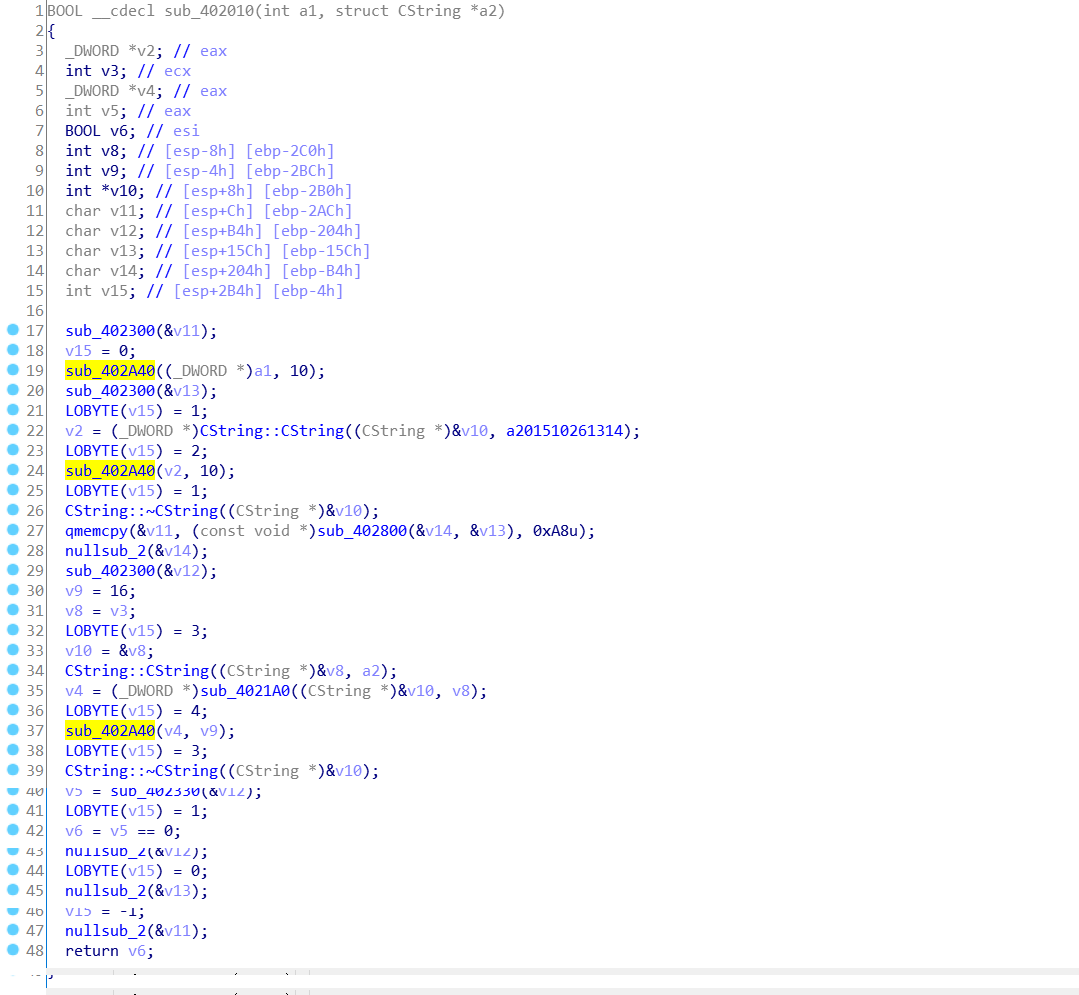 1 BOOL __cdecl sub_402010(int a1, struct CString *a2)
2 {
3 _DWORD *v2; // eax
4 int v3; // ecx
5 _DWORD *v4; // eax
6 int v5; // eax
7 BOOL v6; // esi
8 int v8; // [esp-8h] [ebp-2C0h]
9 int v9; // [esp-4h] [ebp-2BCh]
10 int *v10; // [esp+8h] [ebp-2B0h]
11 char v11; // [esp+Ch] [ebp-2ACh]
12 char v12; // [esp+B4h] [ebp-204h]
13 char v13; // [esp+15Ch] [ebp-15Ch]
14 char v14; // [esp+204h] [ebp-B4h]
15 int v15; // [esp+2B4h] [ebp-4h]
16
17 sub_402300(&v11);
18 v15 = 0;
19 sub_402A40((_DWORD *)a1, 10);
20 sub_402300(&v13);
21 LOBYTE(v15) = 1;
22 v2 = (_DWORD *)CString::CString((CString *)&v10, a201510261314);
23 LOBYTE(v15) = 2;
24 sub_402A40(v2, 10);
25 LOBYTE(v15) = 1;
26 CString::~CString((CString *)&v10);
27 qmemcpy(&v11, (const void *)sub_402800(&v14, &v13), 0xA8u);
28 nullsub_2(&v14);
29 sub_402300(&v12);
30 v9 = 16;
31 v8 = v3;
32 LOBYTE(v15) = 3;
33 v10 = &v8;
34 CString::CString((CString *)&v8, a2);
35 v4 = (_DWORD *)sub_4021A0((CString *)&v10, v8);
36 LOBYTE(v15) = 4;
37 sub_402A40(v4, v9);
38 LOBYTE(v15) = 3;
39 CString::~CString((CString *)&v10);
40 v5 = sub_402330(&v12);
41 LOBYTE(v15) = 1;
42 v6 = v5 == 0;
43 nullsub_2(&v12);
44 LOBYTE(v15) = 0;
45 nullsub_2(&v13);
46 v15 = -1;
47 nullsub_2(&v11);
48 return v6;